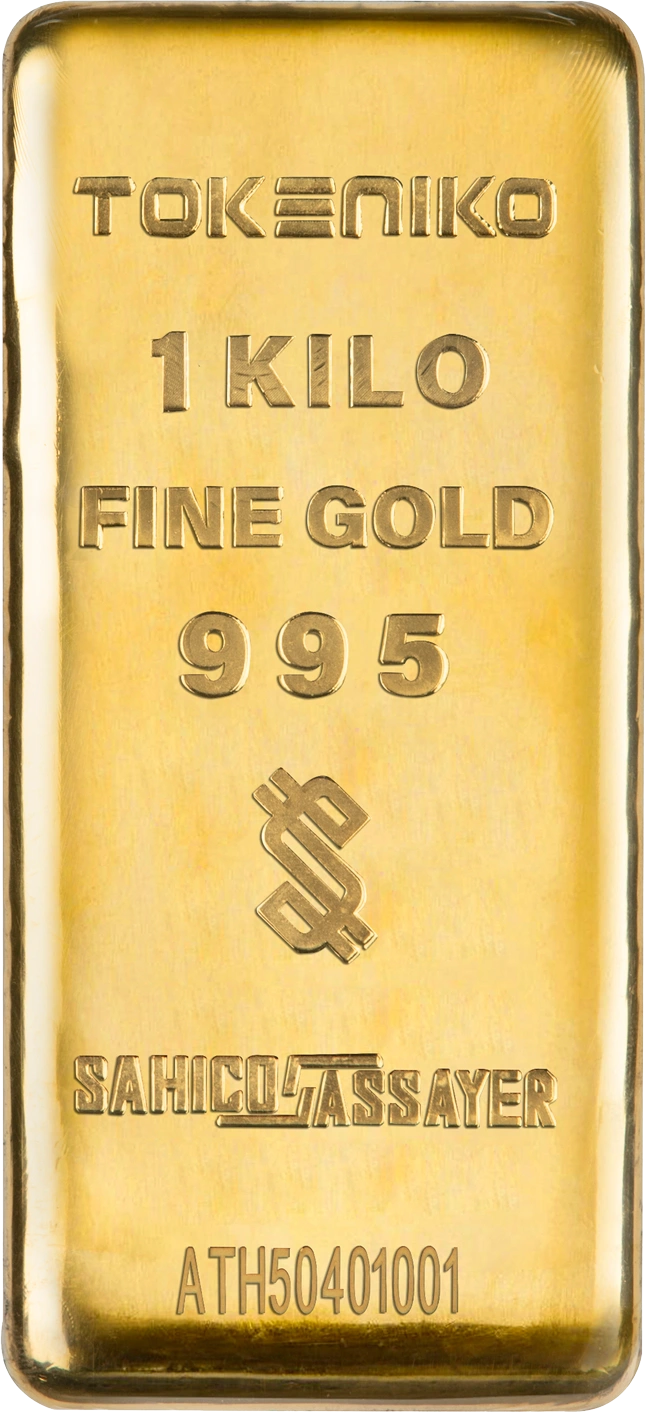 TOKENIKO
1 KILO
FINE GOLD
995
SAHICO ASSAYER
ATH50401001